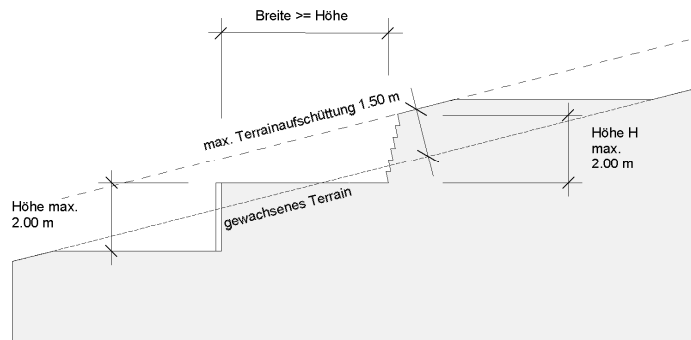 Breite >= Höhe
max. Terrainaufschüttung 1.50 m
Höhe H
max.
2.00 m
Höhe max.
2.00 m
gewachsenes Terrain